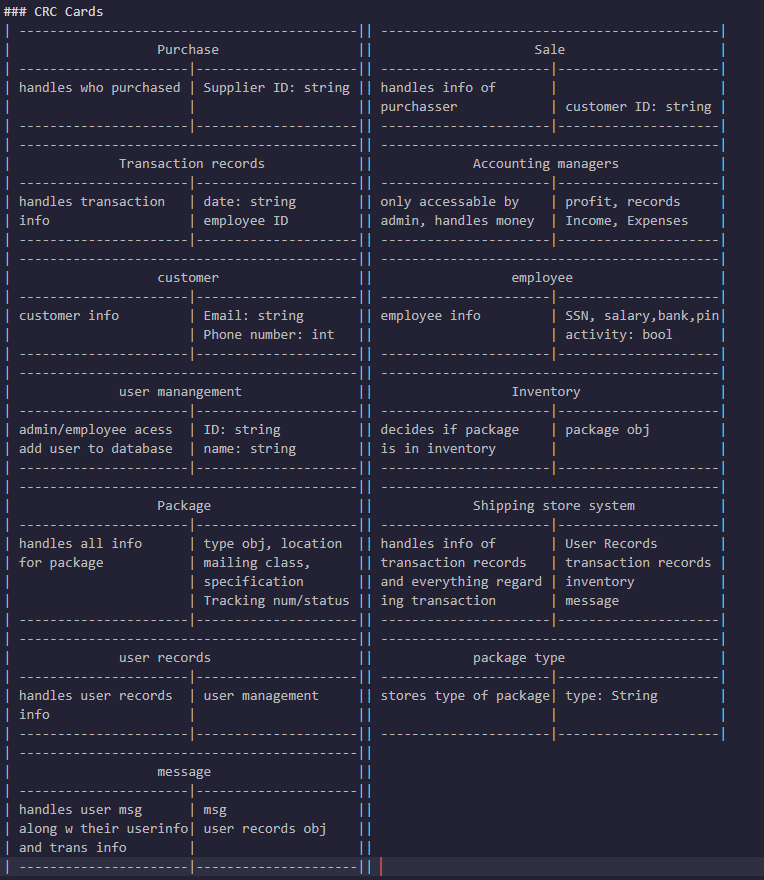 ### CRC Cards
| --------------------------------------------|| --------------------------------------------|
| Purchase || Sale |
| ----------------------|---------------------|| ----------------------|---------------------|
| handles who purchased | Supplier ID: string || handles info of | |
| | || purchasser | customer ID: string |
| ----------------------|---------------------|| ----------------------|---------------------|
| --------------------------------------------|| --------------------------------------------|
| Transaction records || Accounting managers |
| ----------------------|---------------------|| ----------------------|---------------------|
| handles transaction | date: string || only accessable by | profit, records |
| info | employee ID || admin, handles money | Income, Expenses |
| ----------------------|---------------------|| ----------------------|---------------------|
| --------------------------------------------|| --------------------------------------------|
| customer || employee |
| ----------------------|---------------------|| ----------------------|---------------------|
| customer info | Email: string || employee info | SSN, salary,bank,pin|
| | Phone number: int || | activity: bool |
| ----------------------|---------------------|| ----------------------|---------------------|
| --------------------------------------------|| --------------------------------------------|
| user manangement || Inventory |
| ----------------------|---------------------|| ----------------------|---------------------|
| admin/employee acess | ID: string || decides if package | package obj |
| add user to database | name: string || is in inventory | |
| ----------------------|---------------------|| ----------------------|---------------------|
| --------------------------------------------|| --------------------------------------------|
| Package || Shipping store system |
| ----------------------|---------------------|| ----------------------|---------------------|
| handles all info | type obj, location || handles info of | User Records |
| for package | mailing class, || transaction records | transaction records |
| | specification || and everything regard | inventory |
| | Tracking num/status || ing transaction | message |
| ----------------------|---------------------|| ----------------------|---------------------|
| --------------------------------------------|| --------------------------------------------|
| user records || package type |
| ----------------------|---------------------|| ----------------------|---------------------|
| handles user records | user management || stores type of package| type: String |
| info | || | |
| ----------------------|---------------------|| ----------------------|---------------------|
| --------------------------------------------||
| message ||
| ----------------------|---------------------||
| handles user msg | msg ||
| along w their userinfo| user records obj ||
| and trans info | ||
| ----------------------|---------------------||